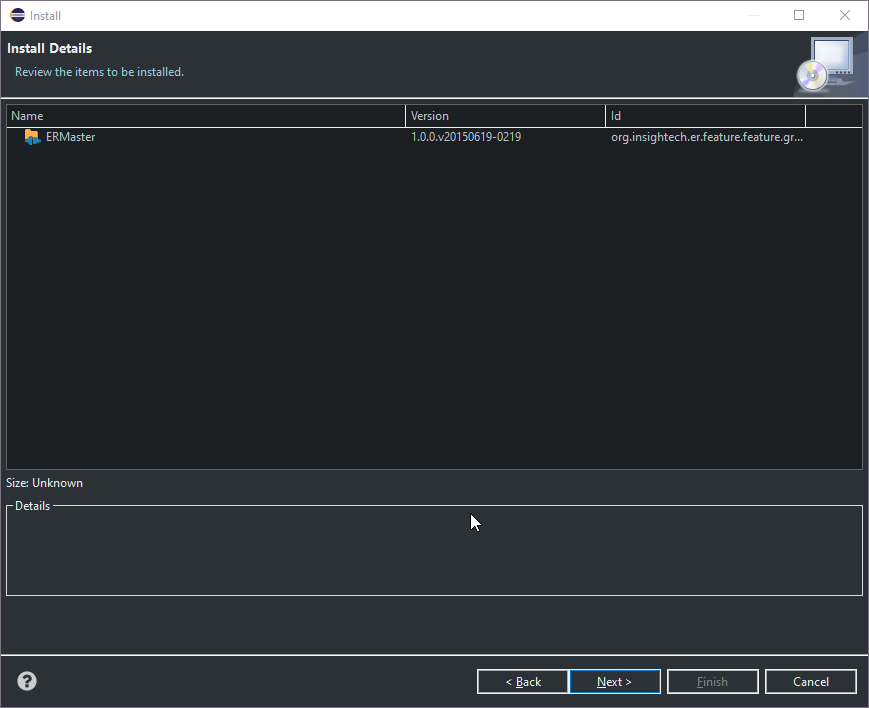 Install
Install Details
Review the items to be installed.
Name Version Id
ERMaster 1.0.0.v20150619-0219 org.insightech.er.feature.feature.gr...
Size: Unknown
Details
? < Back Next > Finish Cancel